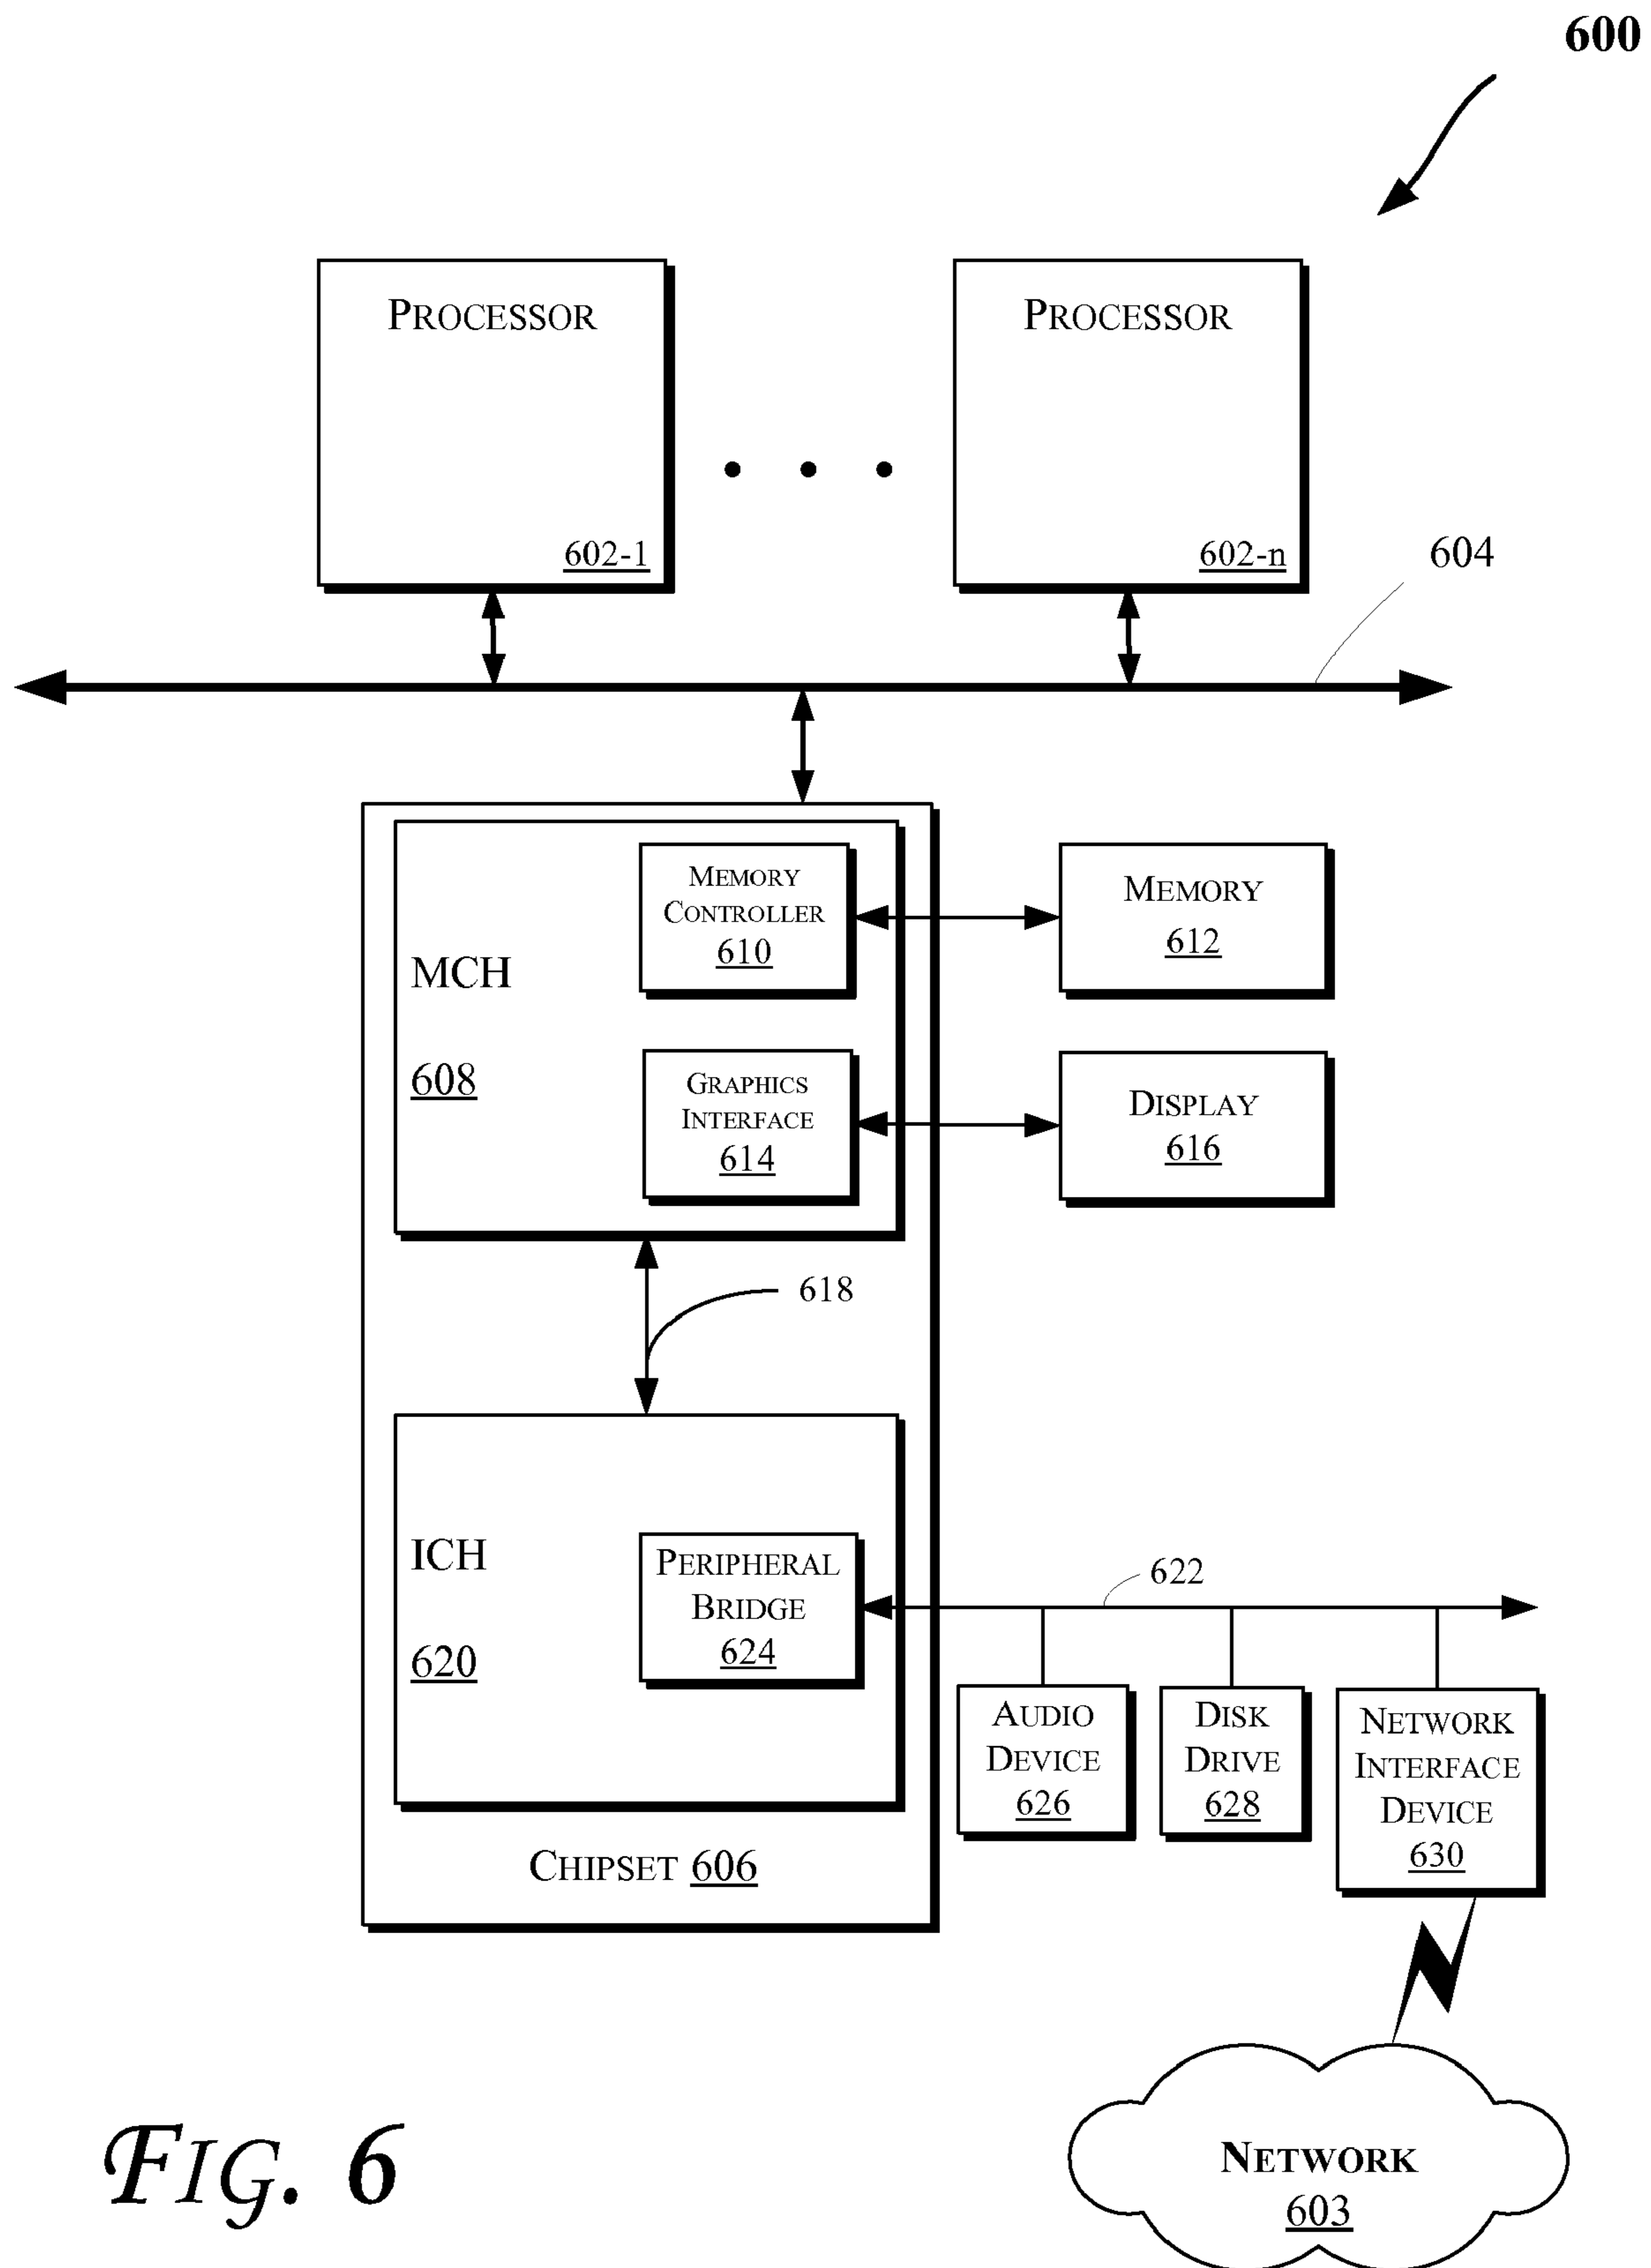 600
PROCESSOR
602-1
PROCESSOR
602-n
604
MEMORY
CONTROLLER
610
MEMORY
612
MCH
608
GRAPHICS
INTERFACE
614
DISPLAY
616
618
ICH
620
PERIPHERAL
BRIDGE
624
622
AUDIO
DEVICE
626
DISK
DRIVE
628
NETWORK
INTERFACE
DEVICE
630
CHIPSET 606
NETWORK
603
FIG. 6